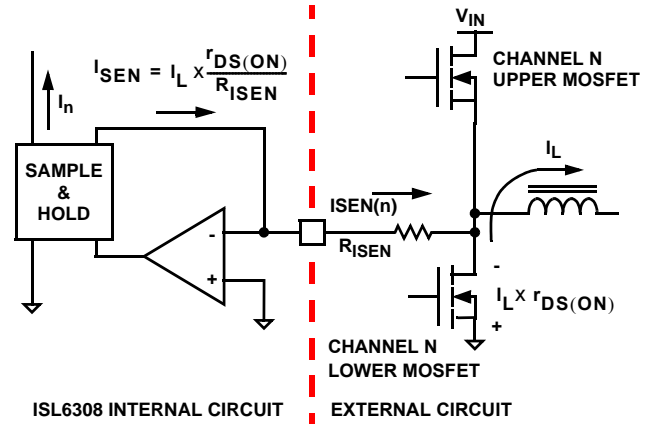 V_IN
CHANNEL N
UPPER MOSFET
I_SEN = I_L x r_DS(ON) / R_ISEN
I_n
SAMPLE
&
HOLD
-
+
ISEN(n)
R_ISEN
I_L
-
I_L x r_DS(ON)
+
CHANNEL N
LOWER MOSFET
ISL6308 INTERNAL CIRCUIT
EXTERNAL CIRCUIT